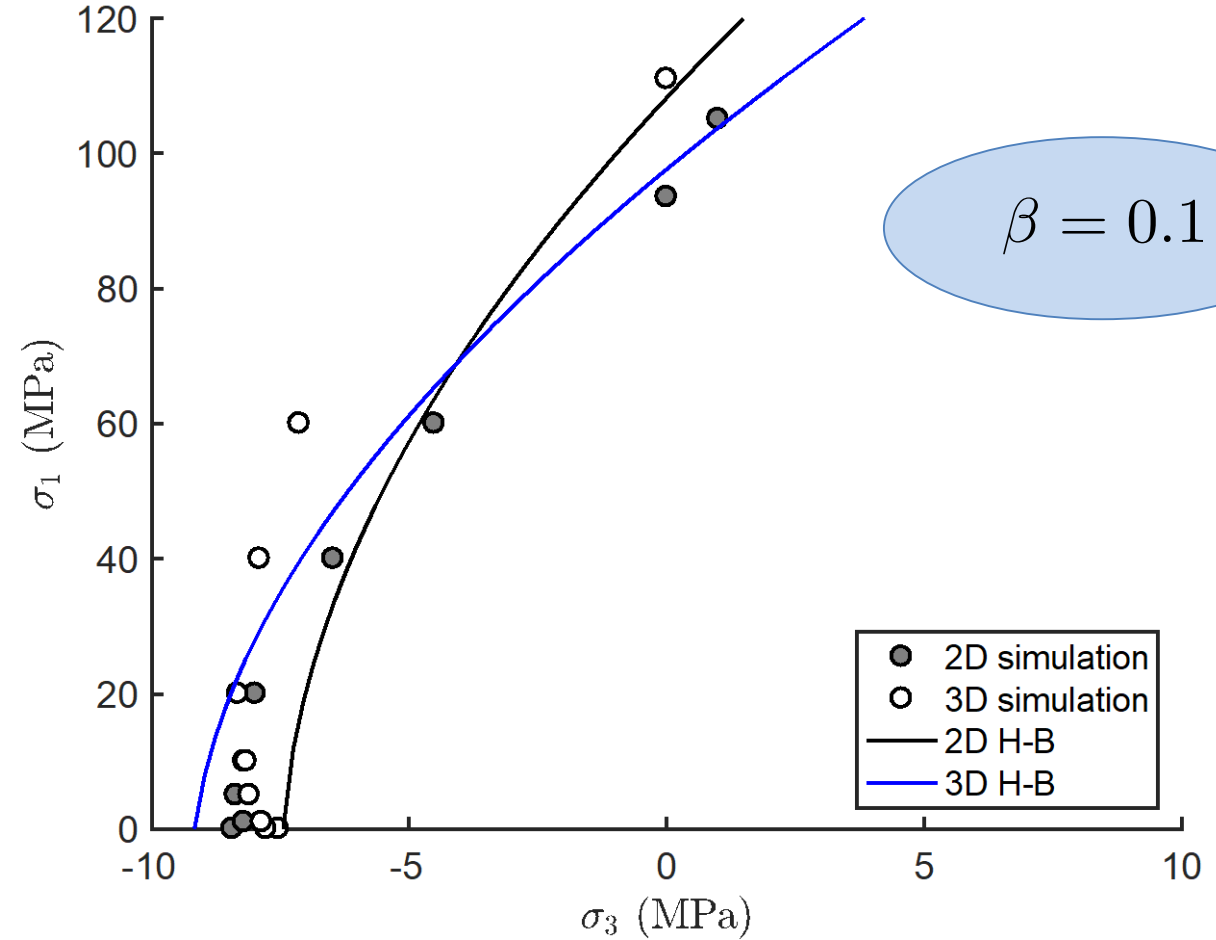 120
100
80
60
40
20
0
-10
-5
0
5
10
σ₁ (MPa)
σ₃ (MPa)
β = 0.1
2D simulation
3D simulation
2D H-B
3D H-B